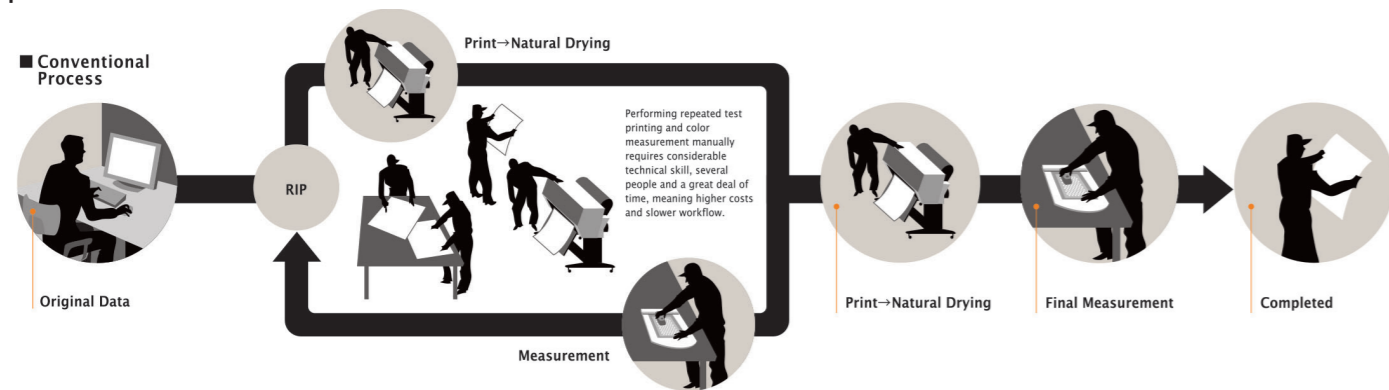 ■ Conventional
Process
Print→Natural Drying
Performing repeated test
printing and color
measurement manually
requires considerable
technical skill, several
people and a great deal of
time, meaning higher costs
and slower workflow.
RIP
Original Data
Measurement
Print→Natural Drying
Final Measurement
Completed